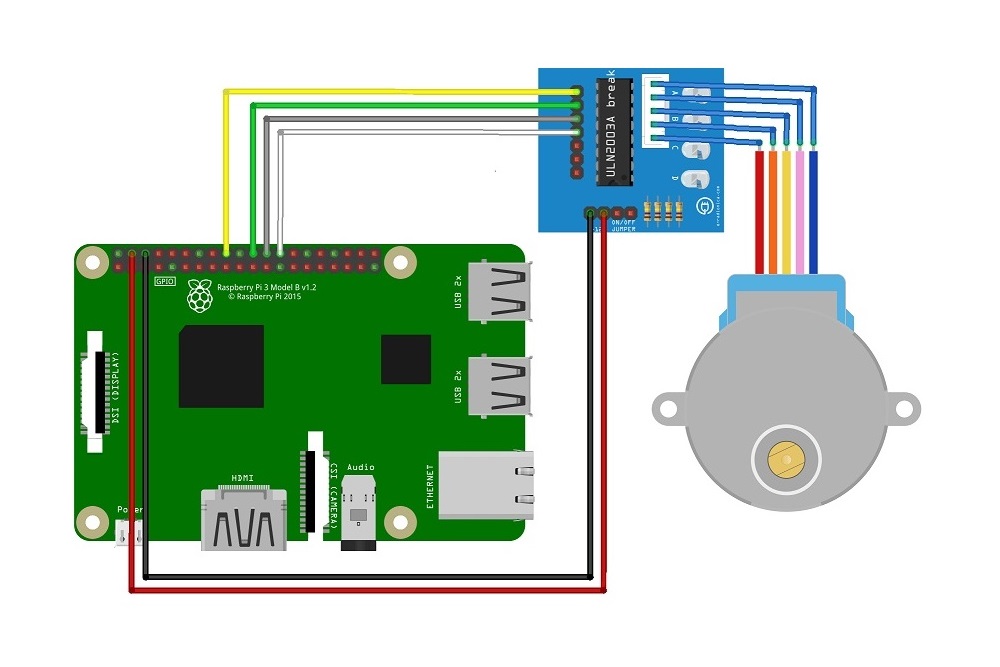 ULN2003A break
A
B
C
D
ON/OFF
JUMPER
GPIO
Raspberry Pi 3 Model B v1.2
© Raspberry Pi 2015
USB 2x
DSI (DISPLAY)
USB 2x
HDMI
CSI (CAMERA)
Audio
ETHERNET